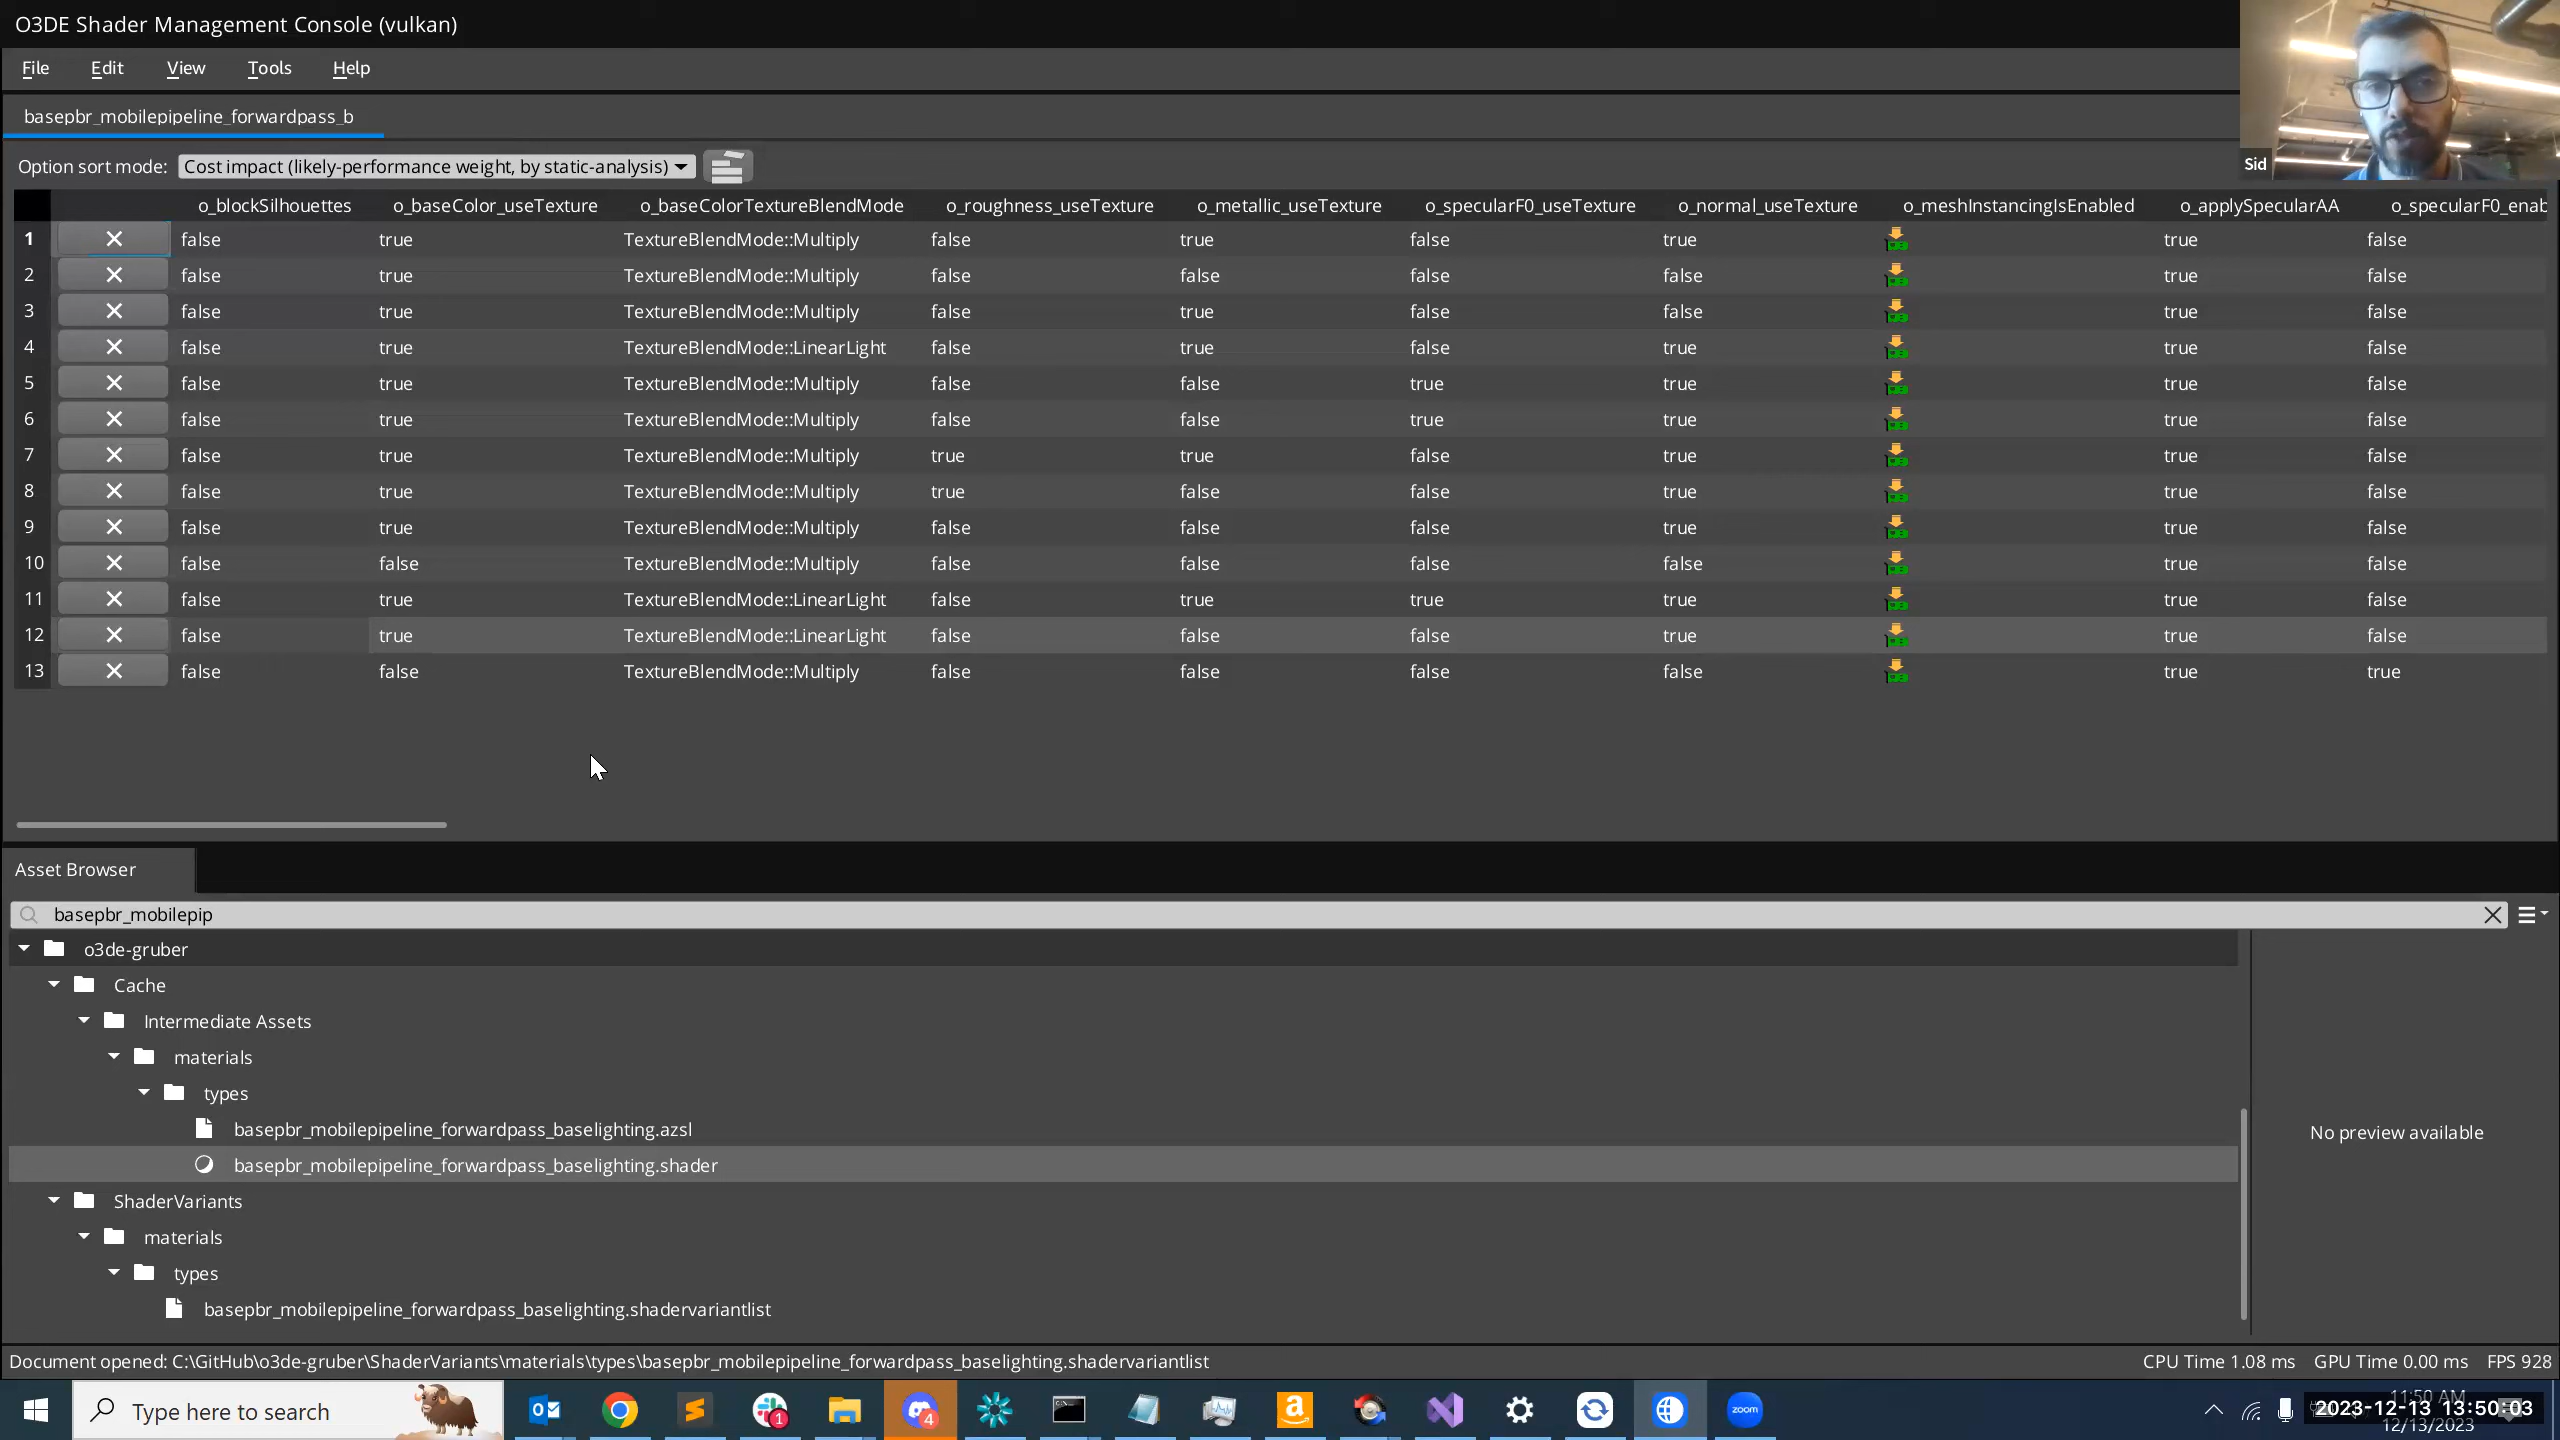 O3DE Shader Management Console (vulkan)
File Edit View Tools Help
basepbr_mobilepipeline_forwardpass_b
Sid
Option sort mode: Cost impact (likely-performance weight, by static-analysis)
o_blockSilhouettes o_baseColor_useTexture o_baseColorTextureBlendMode o_roughness_useTexture o_metallic_useTexture o_specularF0_useTexture o_normal_useTexture o_meshInstancingIsEnabled o_applySpecularAA o_specularF0_enab
1 false true TextureBlendMode::Multiply false true false true true false
2 false true TextureBlendMode::Multiply false false false false true false
3 false true TextureBlendMode::Multiply false true false false true false
4 false true TextureBlendMode::LinearLight false true false true true false
5 false true TextureBlendMode::Multiply false false true true true false
6 false true TextureBlendMode::Multiply false false true true true false
7 false true TextureBlendMode::Multiply true true false true true false
8 false true TextureBlendMode::Multiply true false false true true false
9 false true TextureBlendMode::Multiply false false false true true false
10 false false TextureBlendMode::Multiply false false false false true false
11 false true TextureBlendMode::LinearLight false true true true true false
12 false true TextureBlendMode::LinearLight false false false true true false
13 false false TextureBlendMode::Multiply false false false false true true
Asset Browser
basepbr_mobilepip
o3de-gruber
Cache
Intermediate Assets
materials
types
basepbr_mobilepipeline_forwardpass_baselighting.azsl
basepbr_mobilepipeline_forwardpass_baselighting.shader
ShaderVariants
materials
types
basepbr_mobilepipeline_forwardpass_baselighting.shadervariantlist
No preview available
Document opened: C:\GitHub\o3de-gruber\ShaderVariants\materials\types\basepbr_mobilepipeline_forwardpass_baselighting.shadervariantlist
CPU Time 1.08 ms GPU Time 0.00 ms FPS 928
Type here to search
1
4
zoom
11:50 AM
2023-12-13 13:50:03
12/13/2023